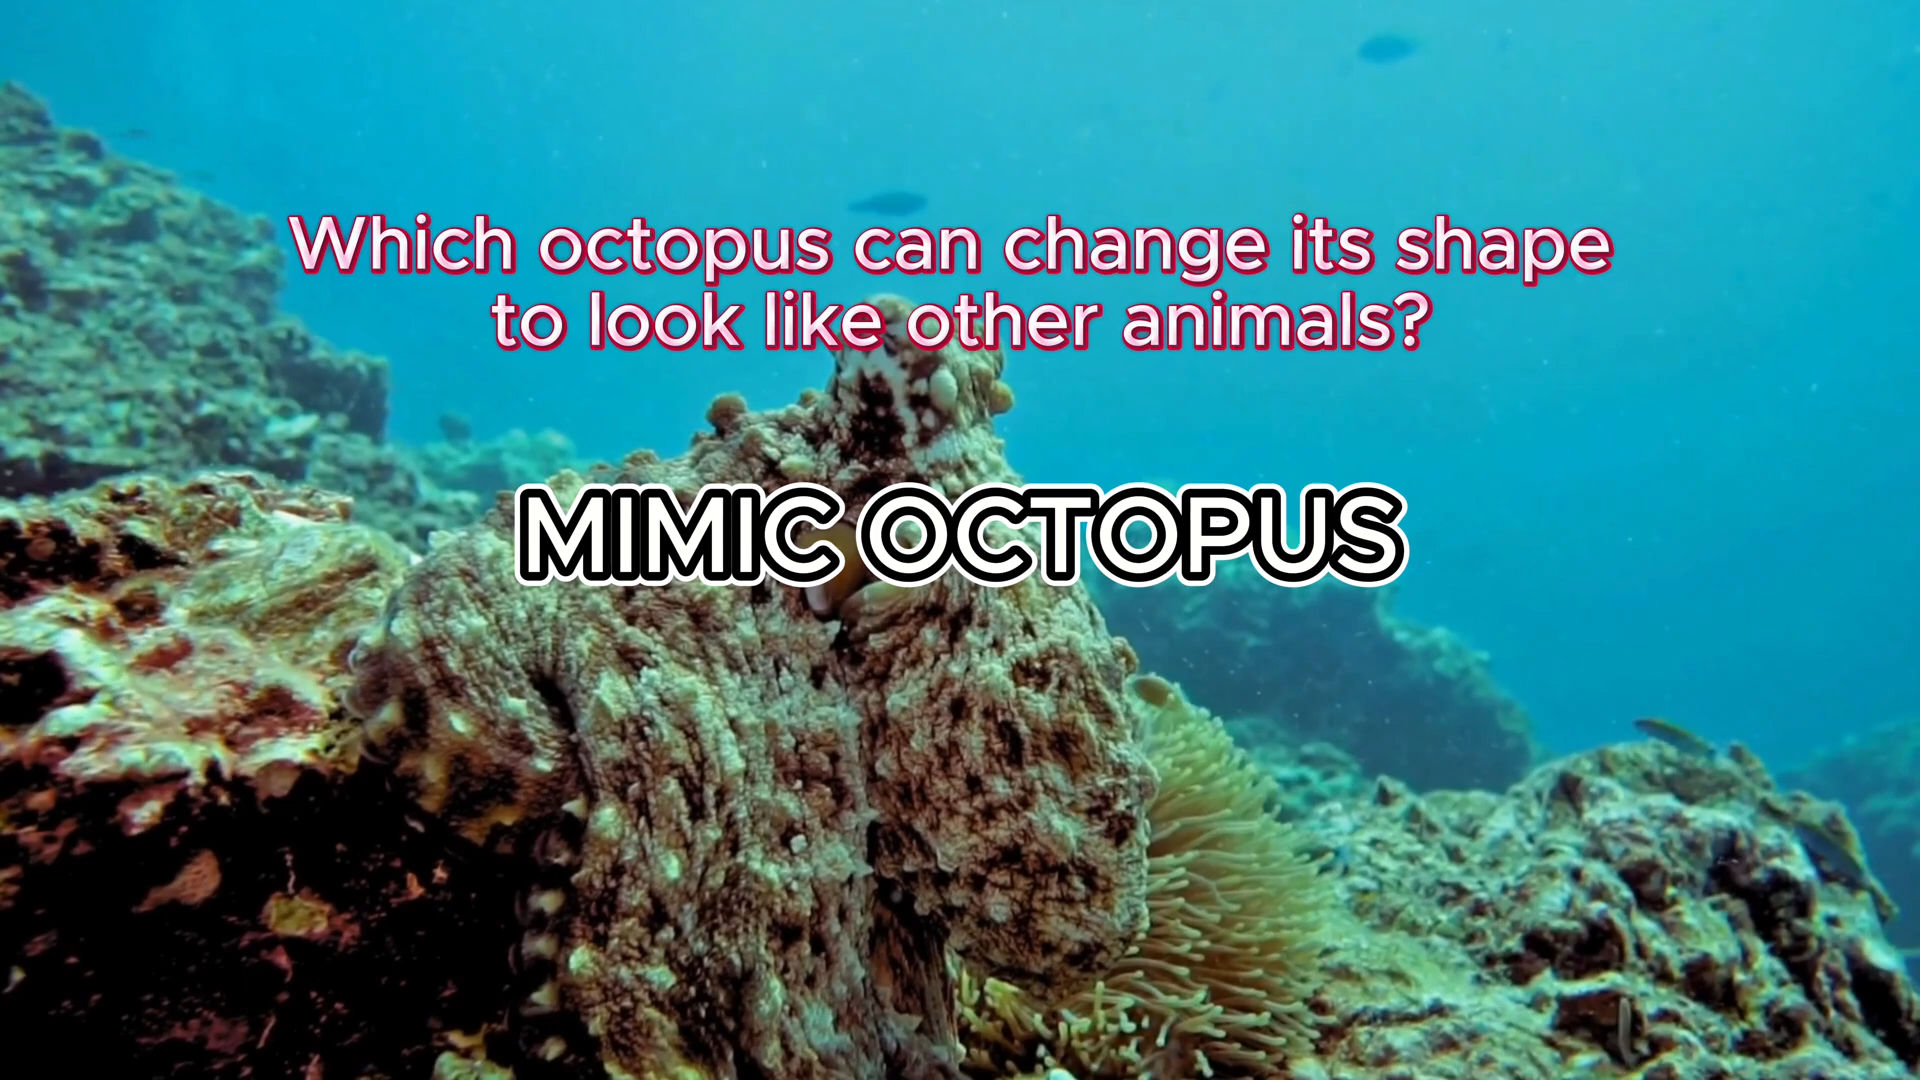 Which octopus can change its shape
to look like other animals?
MIMIC OCTOPUS